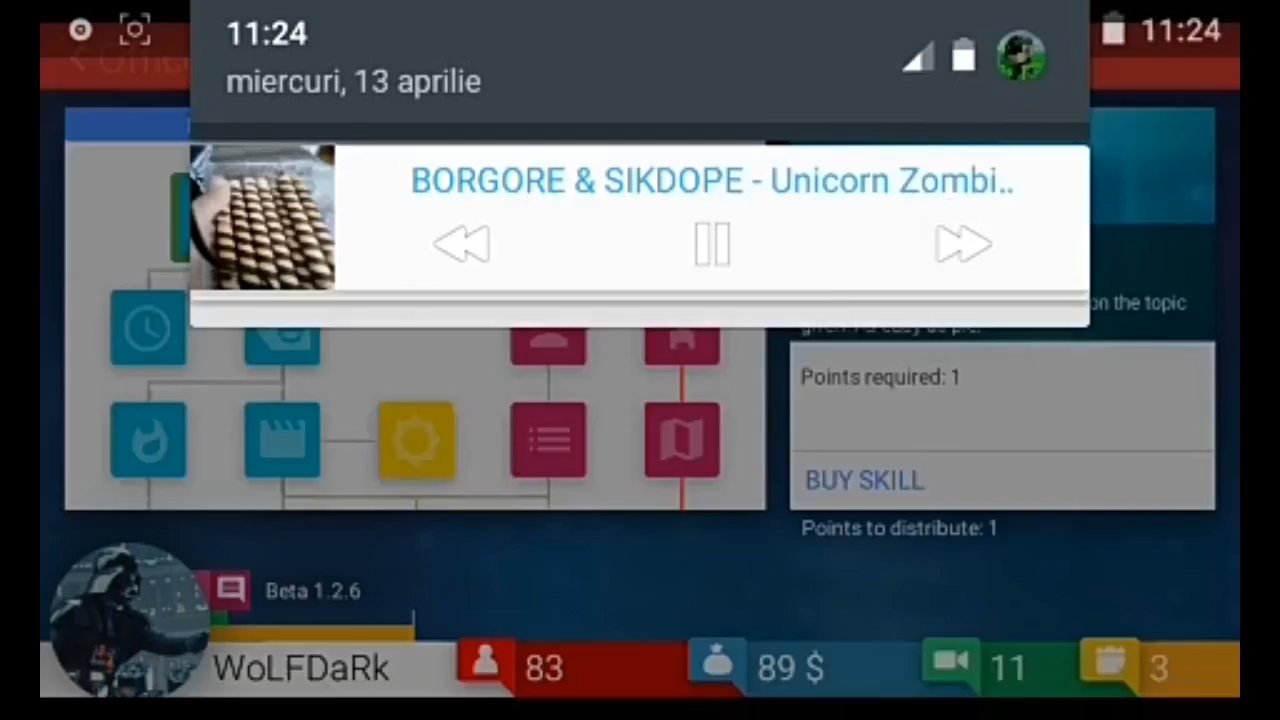 11:24
11:24
miercuri, 13 aprilie
BORGORE & SIKDOPE - Unicorn Zombi..
on the topic
Points required: 1
BUY SKILL
Points to distribute: 1
Beta 1.2.6
WoLFDaRk
83
89 $
11
3